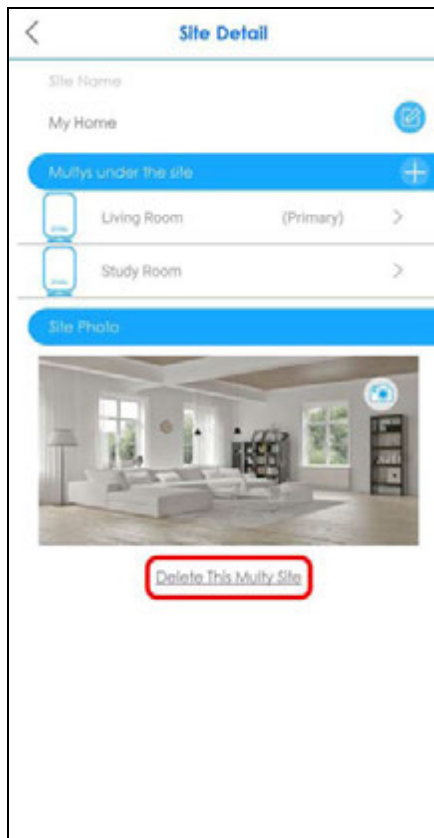 Site Detail
Site Name
My Home
Multys under the site
Living Room (Primary)
Study Room
Site Photo
Delete This Multy Site